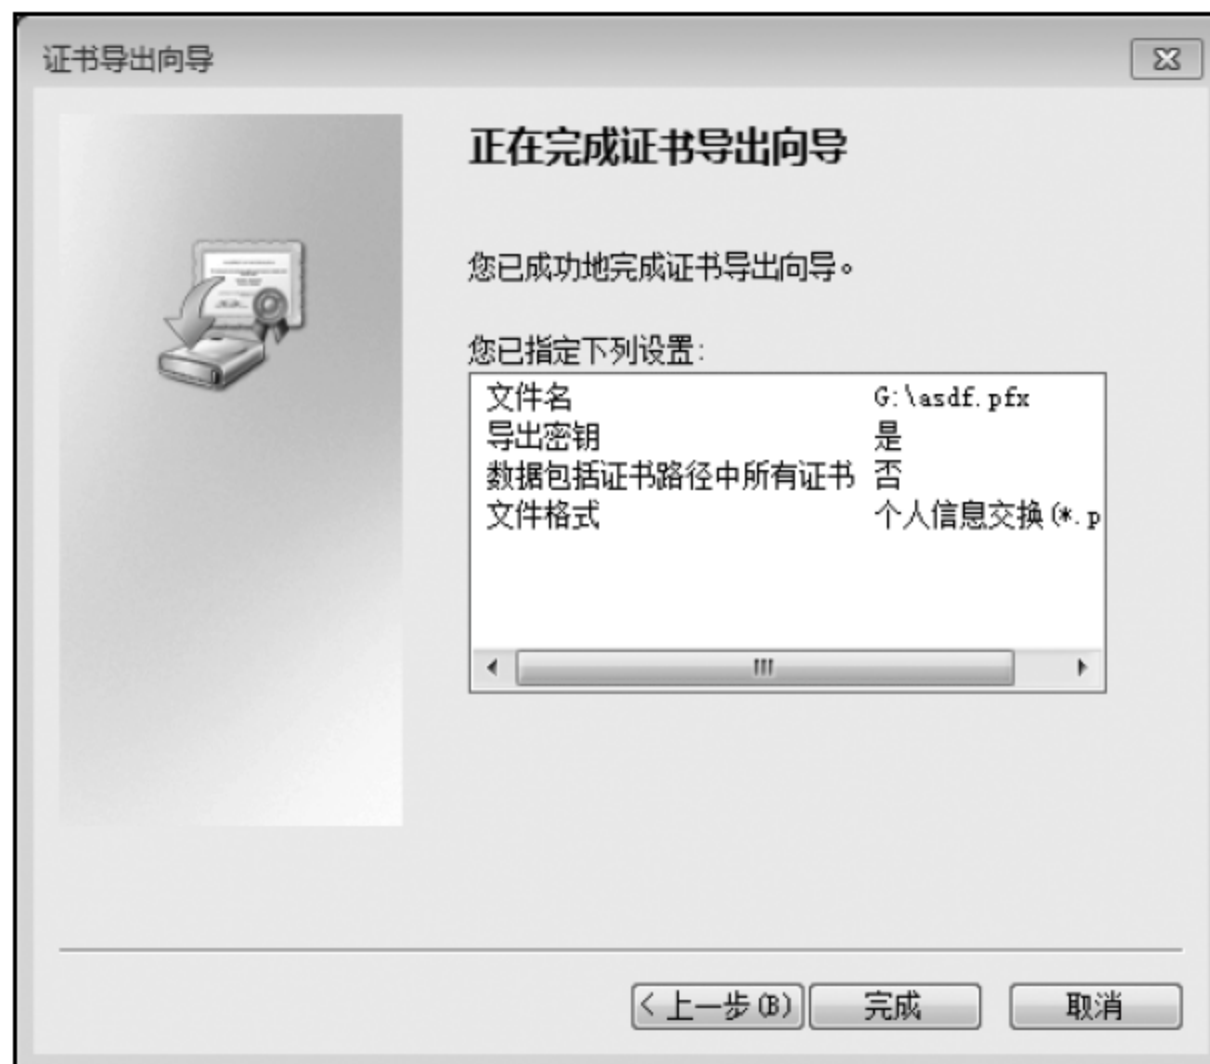 证书导出向导
正在完成证书导出向导
您已成功地完成证书导出向导。
您已指定下列设置:
文件名 G:\asdf.pfx
导出密钥 是
数据包括证书路径中所有证书 否
文件格式 个人信息交换(*.p
<上一步(B) 完成 取消